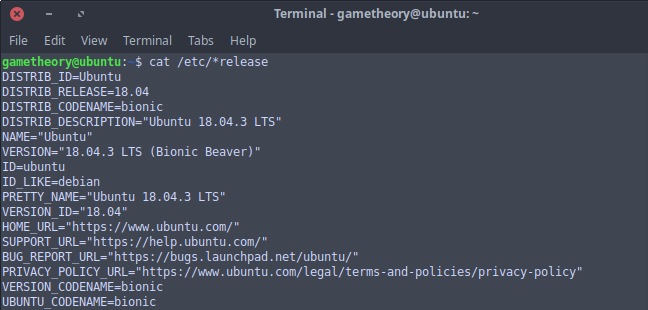 Terminal - gametheory@ubuntu: ~
File Edit View Terminal Tabs Help
gametheory@ubuntu:~$ cat /etc/*release
DISTRIB_ID=Ubuntu
DISTRIB_RELEASE=18.04
DISTRIB_CODENAME=bionic
DISTRIB_DESCRIPTION="Ubuntu 18.04.3 LTS"
NAME="Ubuntu"
VERSION="18.04.3 LTS (Bionic Beaver)"
ID=ubuntu
ID_LIKE=debian
PRETTY_NAME="Ubuntu 18.04.3 LTS"
VERSION_ID="18.04"
HOME_URL="https://www.ubuntu.com/"
SUPPORT_URL="https://help.ubuntu.com/"
BUG_REPORT_URL="https://bugs.launchpad.net/ubuntu/"
PRIVACY_POLICY_URL="https://www.ubuntu.com/legal/terms-and-policies/privacy-policy"
VERSION_CODENAME=bionic
UBUNTU_CODENAME=bionic